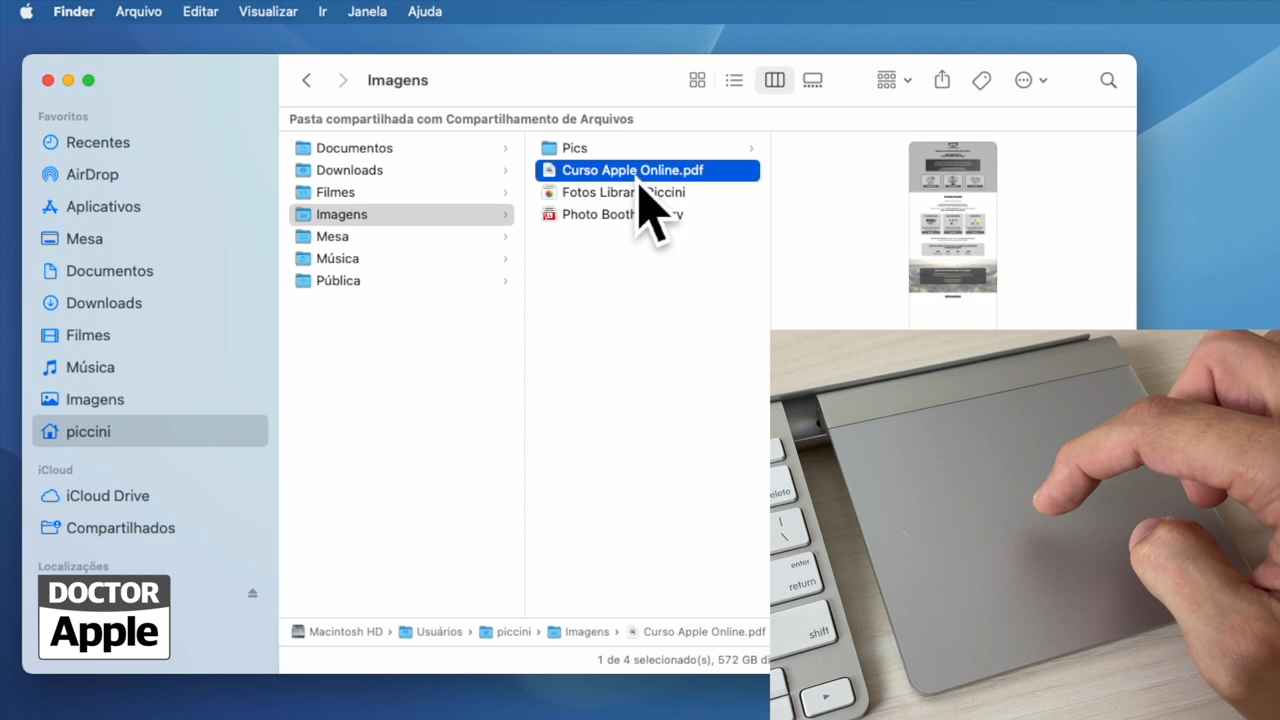 Finder Arquivo Editar Visualizar Ir Janela Ajuda
Imagens
Pasta compartilhada com Compartilhamento de Arquivos
Favoritos
Recentes
AirDrop
Aplicativos
Mesa
Documentos
Downloads
Filmes
Música
Imagens
piccini
iCloud
iCloud Drive
Compartilhados
Localizações
DOCTOR
Apple
Documentos
Downloads
Filmes
Imagens
Mesa
Música
Pública
Pics
Curso Apple Online.pdf
Fotos Piccini
Photo Booth
Macintosh HD › Usuários › piccini › Imagens › Curso Apple Online.pdf
1 de 4 selecionado(s), 572 GB
delete
|
\
enter
return
shift